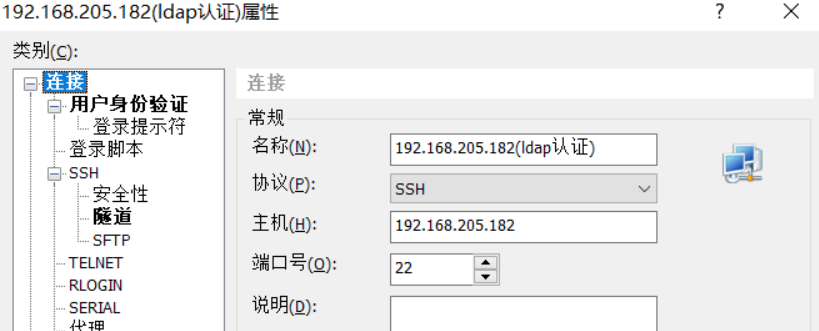 192.168.205.182(ldap认证)属性
?
类别(C):
连接
用户身份验证
登录提示符
登录脚本
SSH
安全性
隧道
SFTP
TELNET
RLOGIN
SERIAL
代理
连接
常规
名称(N):
192.168.205.182(ldap认证)
协议(P):
SSH
主机(H):
192.168.205.182
端口号(O):
22
说明(D):